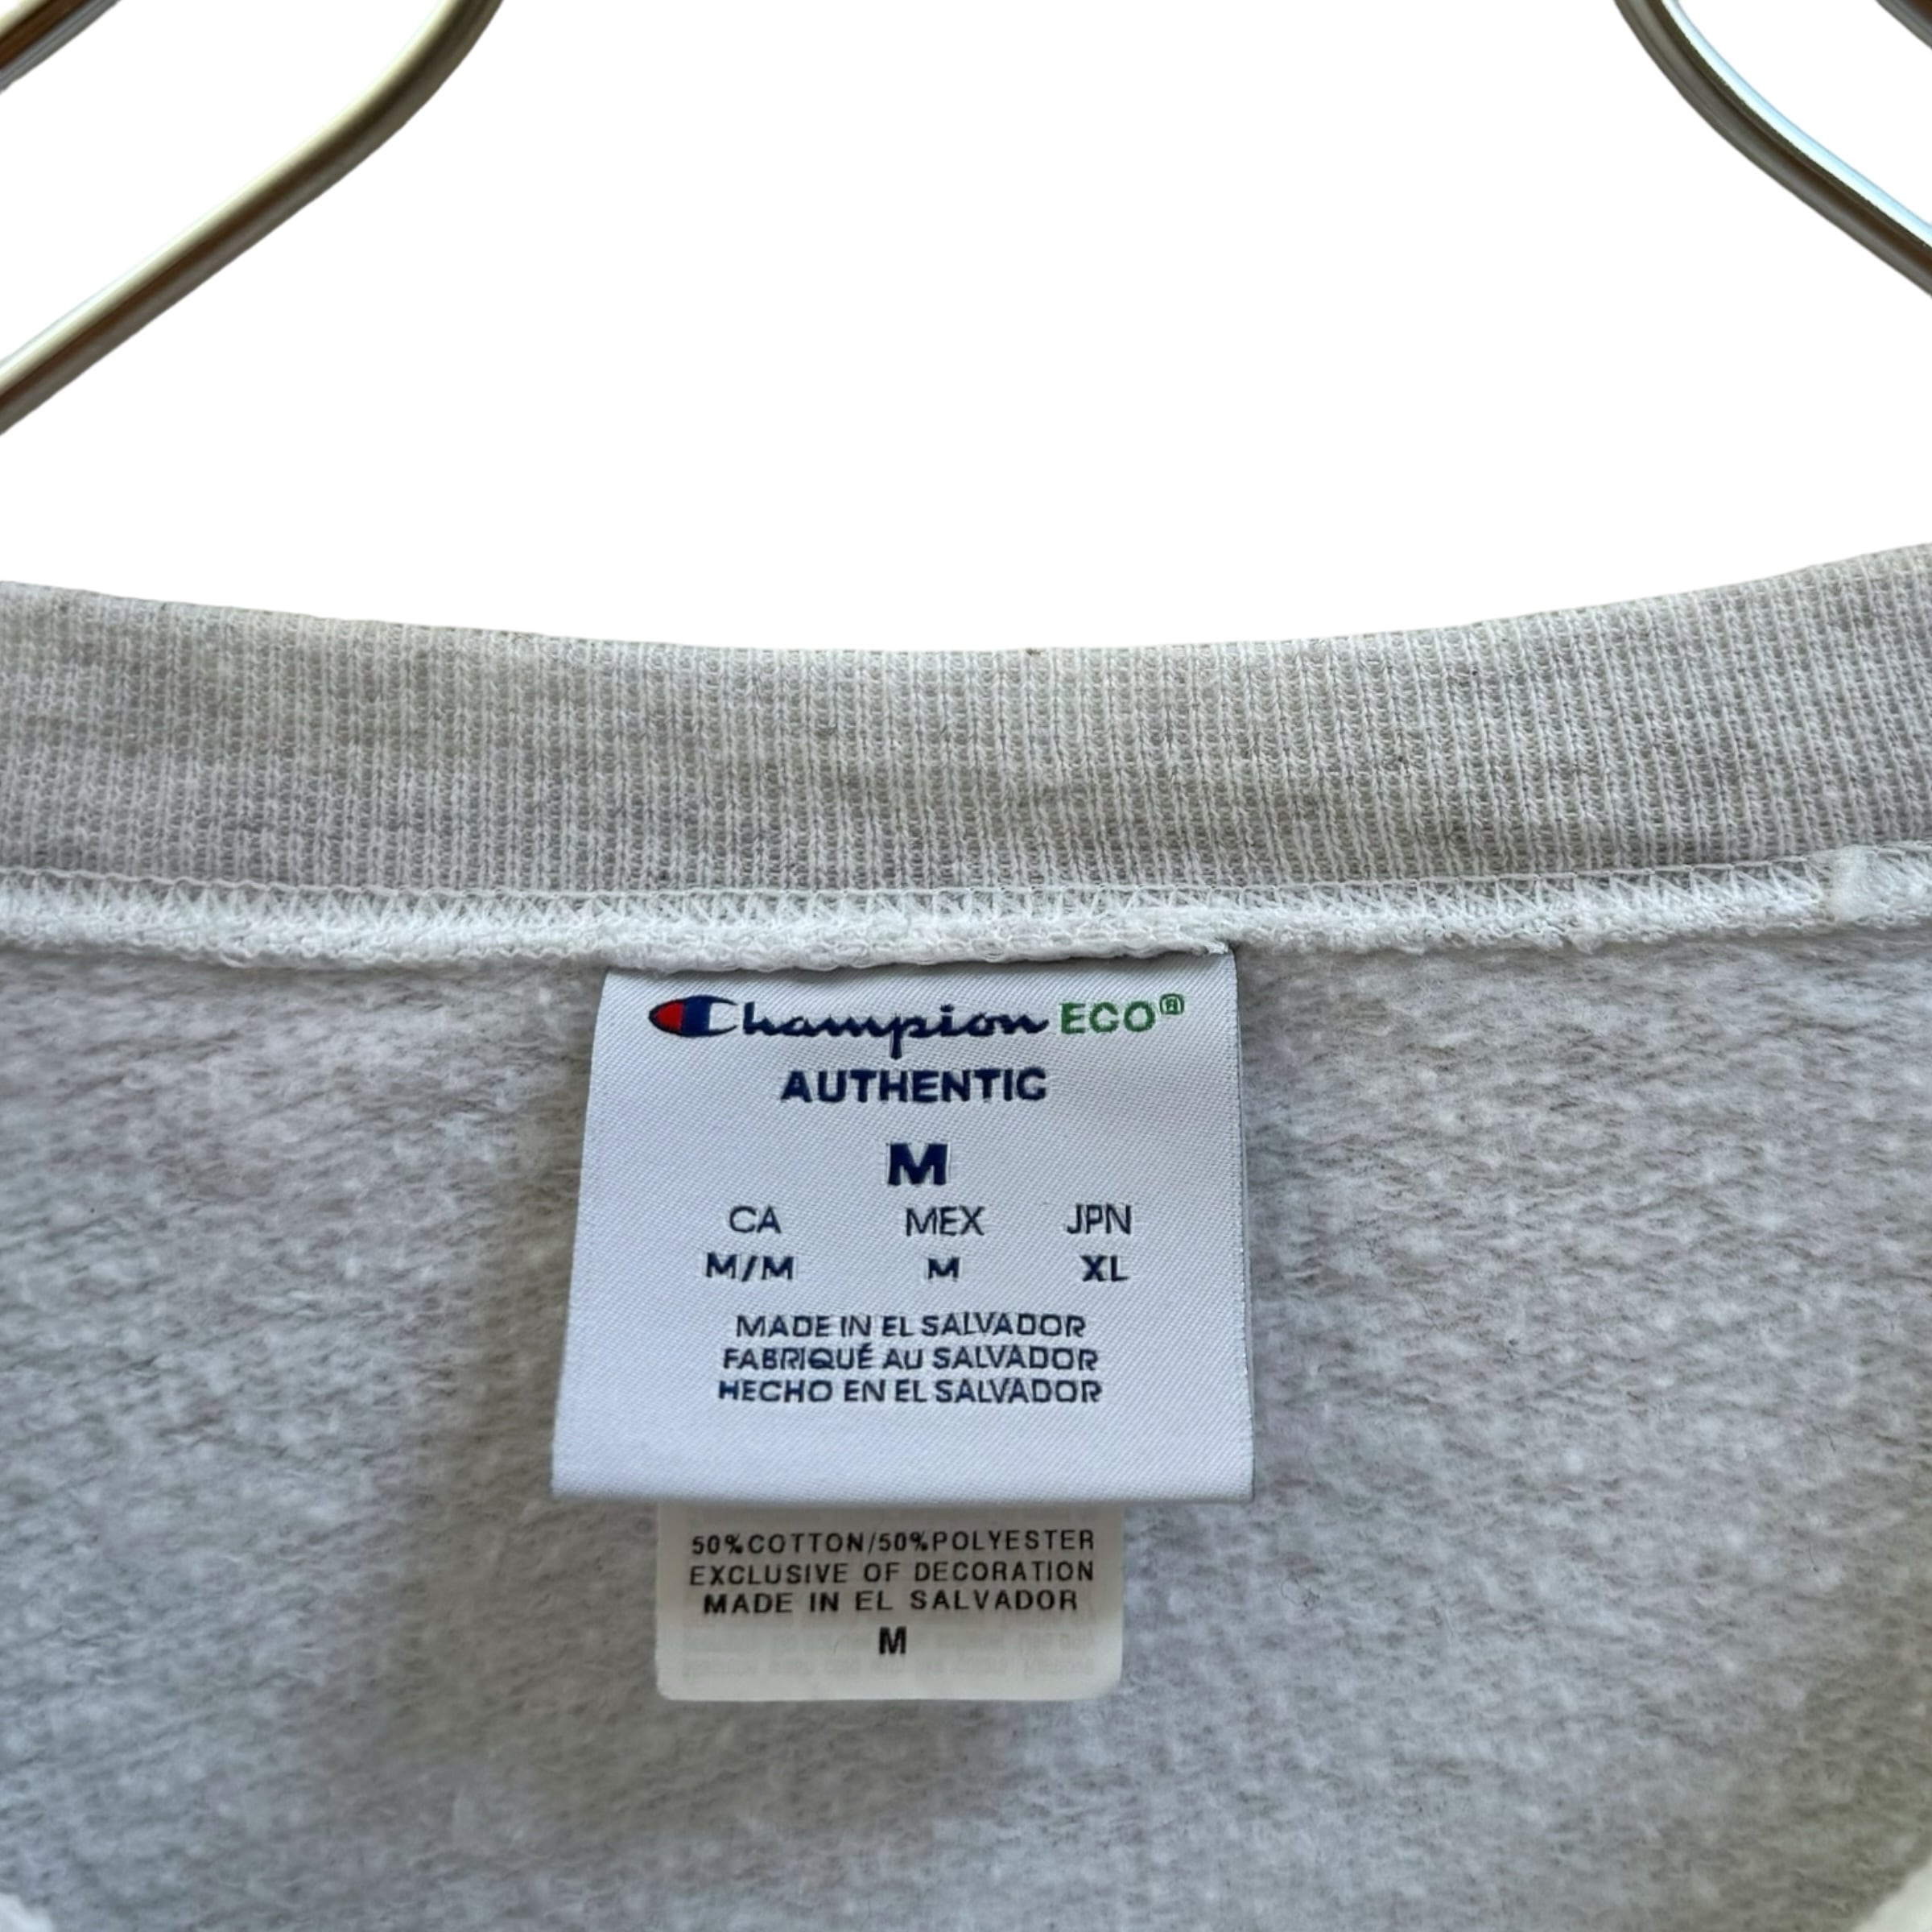 Champion ECO®
AUTHENTIC
M
CA MEX JPN
M/M M XL
MADE IN EL SALVADOR
FABRIQUÉ AU SALVADOR
HECHO EN EL SALVADOR
50%COTTON/50%POLYESTER
EXCLUSIVE OF DECORATION
MADE IN EL SALVADOR
M